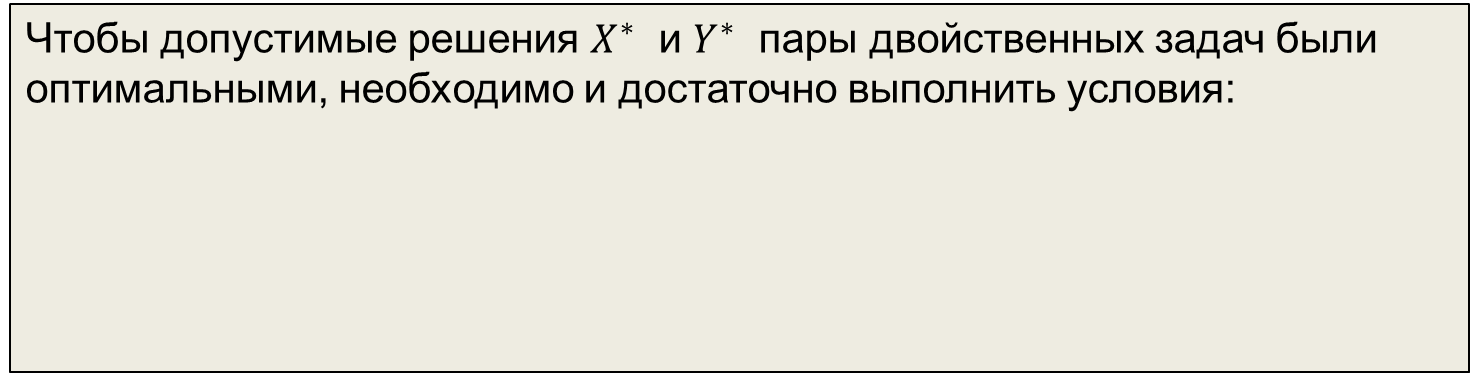 Чтобы допустимые решения X* и Y* пары двойственных задач были
оптимальными, необходимо и достаточно выполнить условия: